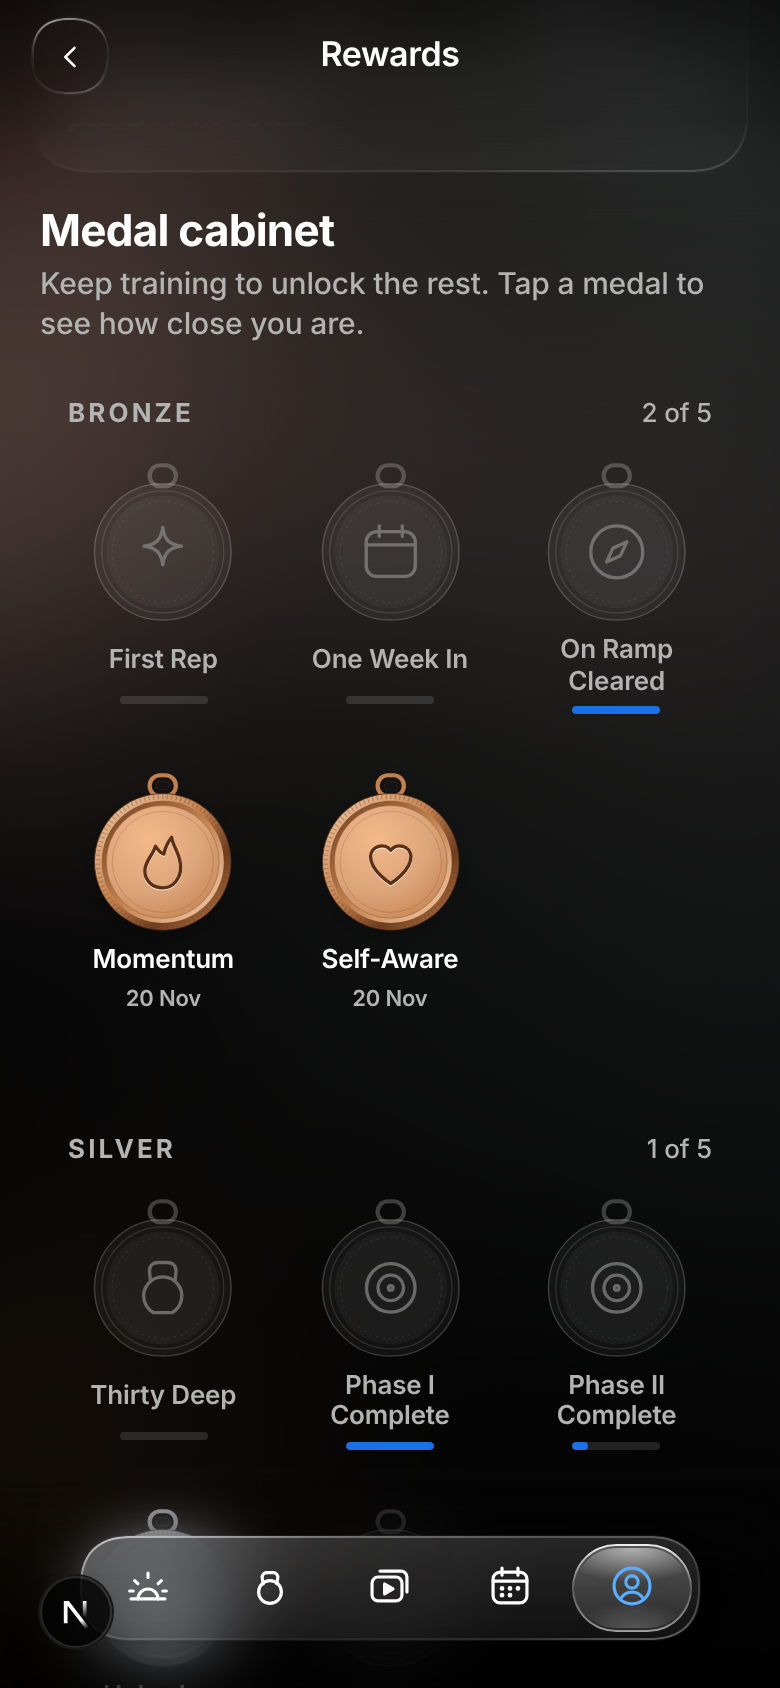 Rewards
Medal cabinet
Keep training to unlock the rest. Tap a medal to
see how close you are.
BRONZE
2 of 5
First Rep
One Week In
On Ramp
Cleared
Momentum
20 Nov
Self-Aware
20 Nov
SILVER
1 of 5
Thirty Deep
Phase I
Complete
Phase II
Complete
N